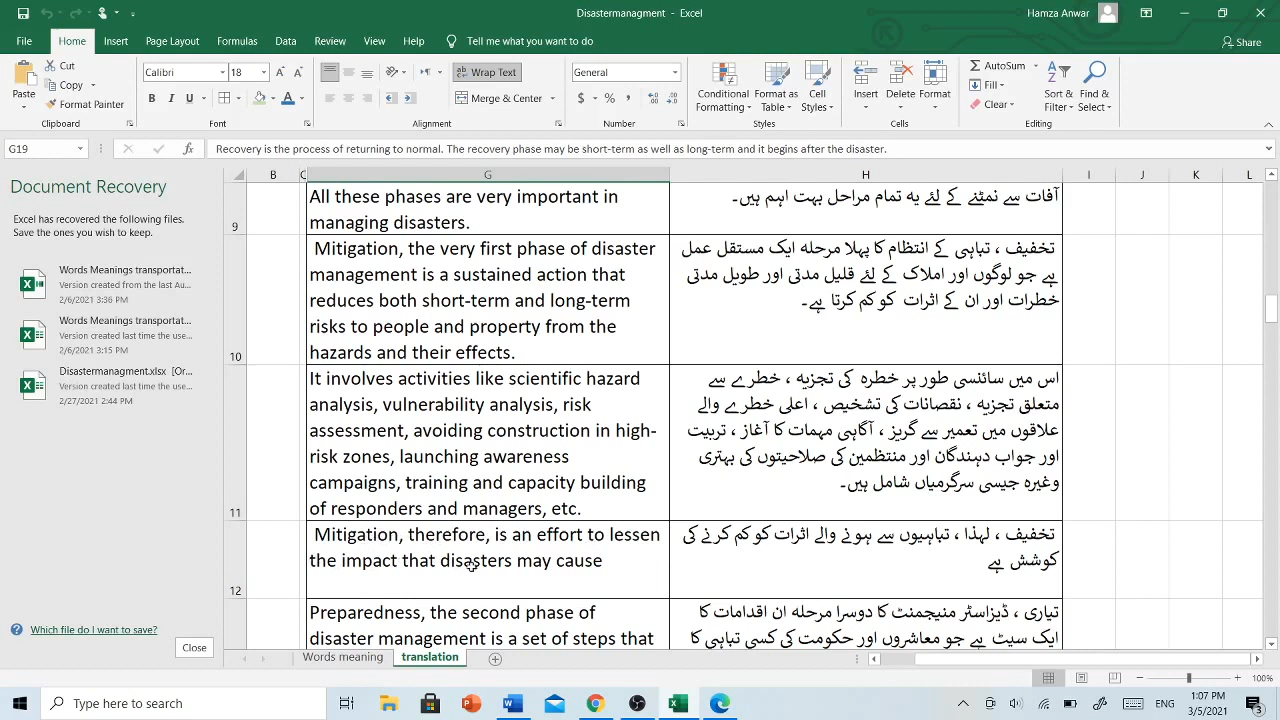 Disastermanagment - Excel
Hamza Anwar
File Home Insert Page Layout Formulas Data Review View Help Tell me what you want to do Share
Paste
Cut
Copy
Format Painter
Clipboard
Calibri 18
B I U
Font
Wrap Text
Merge & Center
Alignment
General
$ % ,
Number
Conditional Formatting
Format as Table
Cell Styles
Styles
Insert Delete Format
Cells
AutoSum
Fill
Clear
Sort & Filter
Find & Select
Editing
G19
Recovery is the process of returning to normal. The recovery phase may be short-term as well as long-term and it begins after the disaster.
Document Recovery
Excel has recovered the following files.
Save the ones you wish to keep.
Words Meanings transportat...
Version created from the last Au...
2/6/2021 3:36 PM
Words Meanings transportat...
Version created last time the use...
2/6/2021 3:15 PM
Disastermanagment.xlsx [Or...
Version created last time the use...
2/27/2021 2:44 PM
Which file do I want to save?
Close
B C G H I J K L
9
All these phases are very important in
managing disasters.
آفات سے نمٹنے کے لئے یہ تمام مراحل بہت اہم ہیں۔
10
Mitigation, the very first phase of disaster
management is a sustained action that
reduces both short-term and long-term
risks to people and property from the
hazards and their effects.
تخفیف ، تباہی کے انتظام کا پہلا مرحلہ ایک مستقل عمل
ہے جو لوگوں اور املاک کے لئے قلیل مدتی اور طویل مدتی
خطرات اور ان کے اثرات کو کم کرتا ہے۔
11
It involves activities like scientific hazard
analysis, vulnerability analysis, risk
assessment, avoiding construction in high-
risk zones, launching awareness
campaigns, training and capacity building
of responders and managers, etc.
اس میں سائنسی طور پر خطرہ کی تجزیہ ، خطرے سے
متعلق تجزیہ ، نقصانات کی تشخیص ، اعلی خطرے والے
علاقوں میں تعمیر سے گریز ، آگاہی مہمات کا آغاز ، تربیت
اور جواب دہندگان اور منتظمین کی صلاحیتوں کی بہتری
وغیرہ جیسی سرگرمیاں شامل ہیں۔
12
Mitigation, therefore, is an effort to lessen
the impact that disasters may cause
تخفیف ، لہذا ، تباہیوں سے ہونے والے اثرات کو کم کرنے کی
کوشش ہے
Preparedness, the second phase of
disaster management is a set of steps that
تیاری ، ڈیزاسٹر منیجمنٹ کا دوسرا مرحلہ ان اقدامات کا
ایک سیٹ ہے جو معاشروں اور حکومت کی کسی تباہی کا
Words meaning translation
100%
Type here to search
ENG
1:07 PM
3/5/2021
3